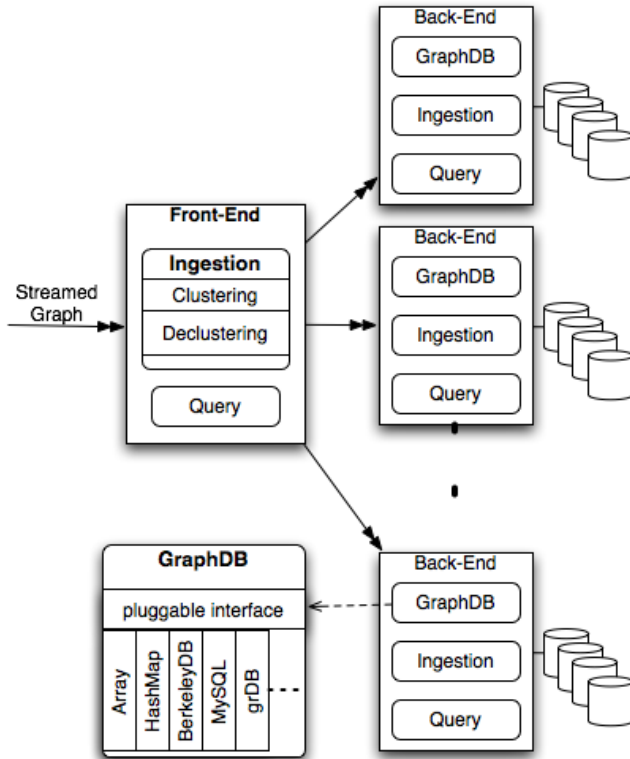 Back-End
GraphDB
Ingestion
Query
Front-End
Ingestion
Clustering
Declustering
Query
Streamed
Graph
Back-End
GraphDB
Ingestion
Query
Back-End
GraphDB
Ingestion
Query
GraphDB
pluggable interface
Array
HashMap
BerkeleyDB
MySQL
grDB